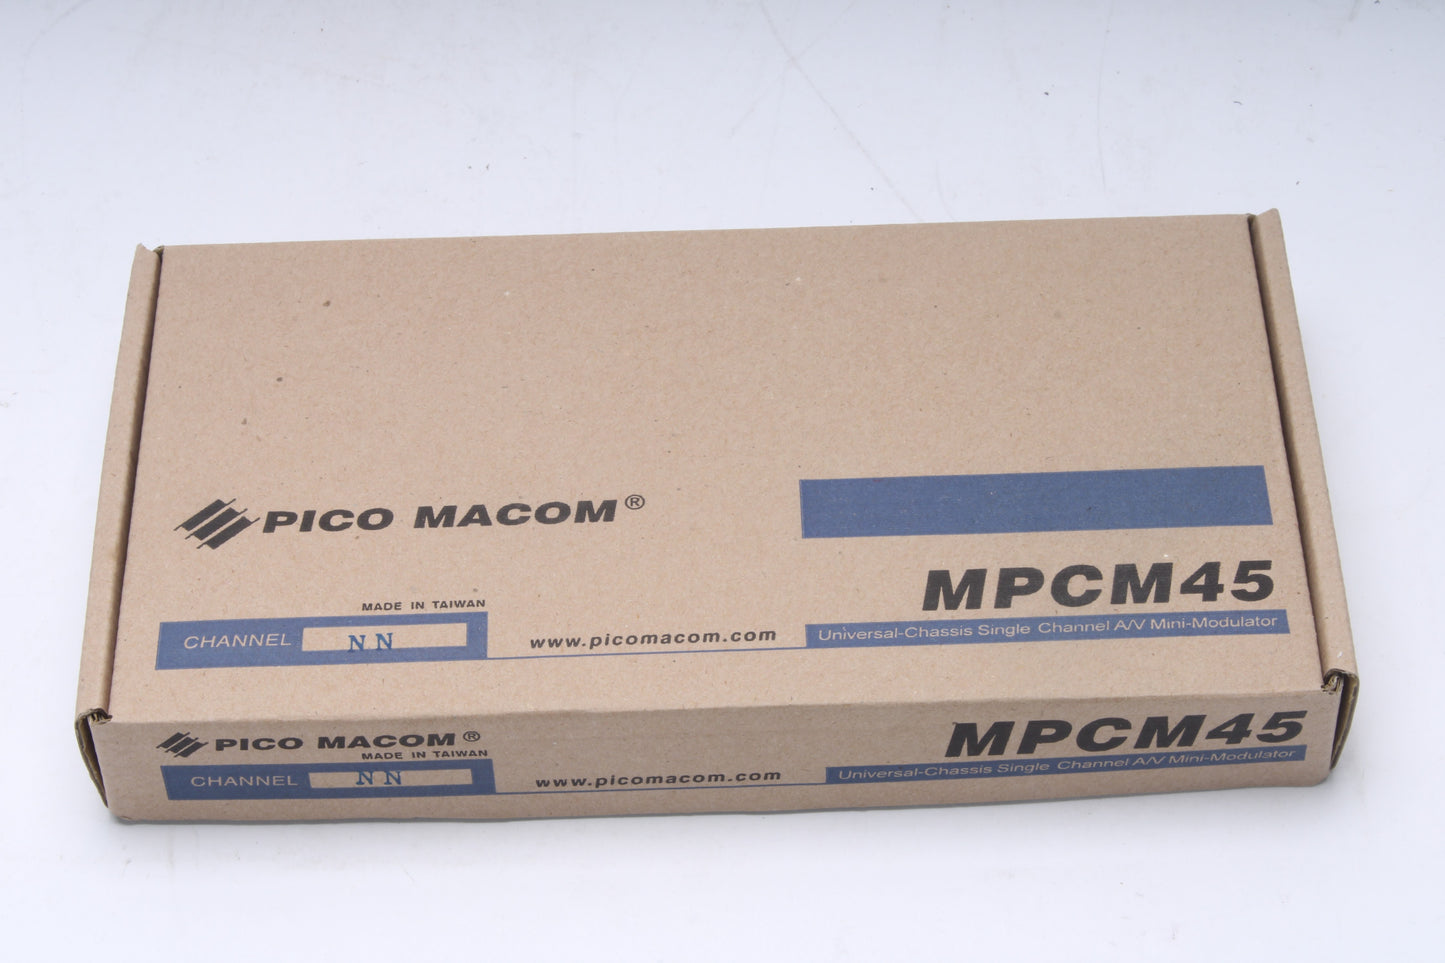 PICO MACOM®
MPCM45
MADE IN TAIWAN
CHANNEL NN
www.picomacom.com
Universal-Chassis Single Channel A/V Mini-Modulator
PICO MACOM®
MPCM45
MADE IN TAIWAN
CHANNEL NN
www.picomacom.com
Universal-Chassis Single Channel A/V Mini-Modulator